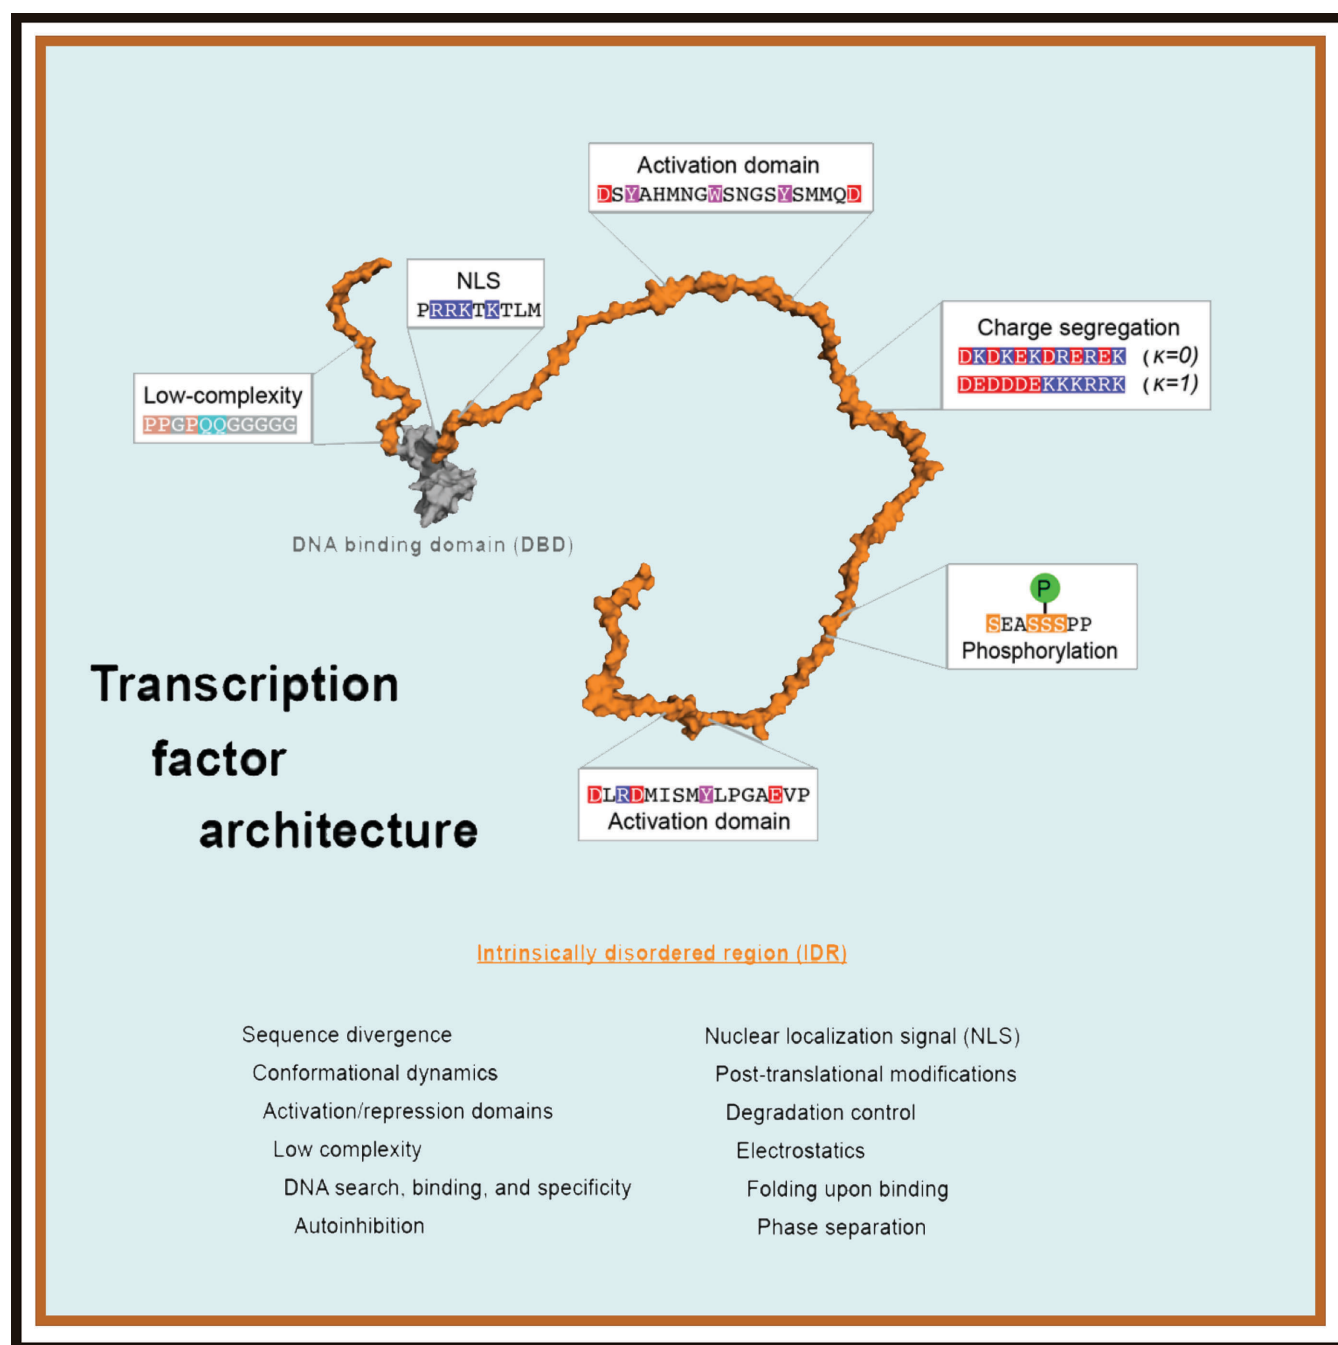 Activation domain
DSYAHMNGWSNGSYSMMQD
NLS
PRRKTKTLM
Charge segregation
DKDKEKDREREK (κ=0)
DEDDDEKKKRRK (κ=1)
Low-complexity
PPGPQQGGGGG
DNA binding domain (DBD)
P
SEASSSPP
Phosphorylation
Transcription
factor
architecture
DLRDMISMYLPGAEVP
Activation domain
Intrinsically disordered region (IDR)
Sequence divergence
Conformational dynamics
Activation/repression domains
Low complexity
DNA search, binding, and specificity
Autoinhibition
Nuclear localization signal (NLS)
Post-translational modifications
Degradation control
Electrostatics
Folding upon binding
Phase separation